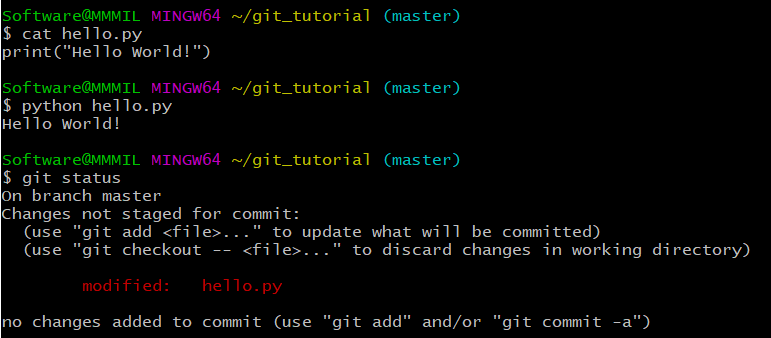 Software@MMMIL MINGW64 ~/git_tutorial (master)
$ cat hello.py
print("Hello World!")
Software@MMMIL MINGW64 ~/git_tutorial (master)
$ python hello.py
Hello World!
Software@MMMIL MINGW64 ~/git_tutorial (master)
$ git status
On branch master
Changes not staged for commit:
  (use "git add <file>..." to update what will be committed)
  (use "git checkout -- <file>..." to discard changes in working directory)
        modified:   hello.py
no changes added to commit (use "git add" and/or "git commit -a")